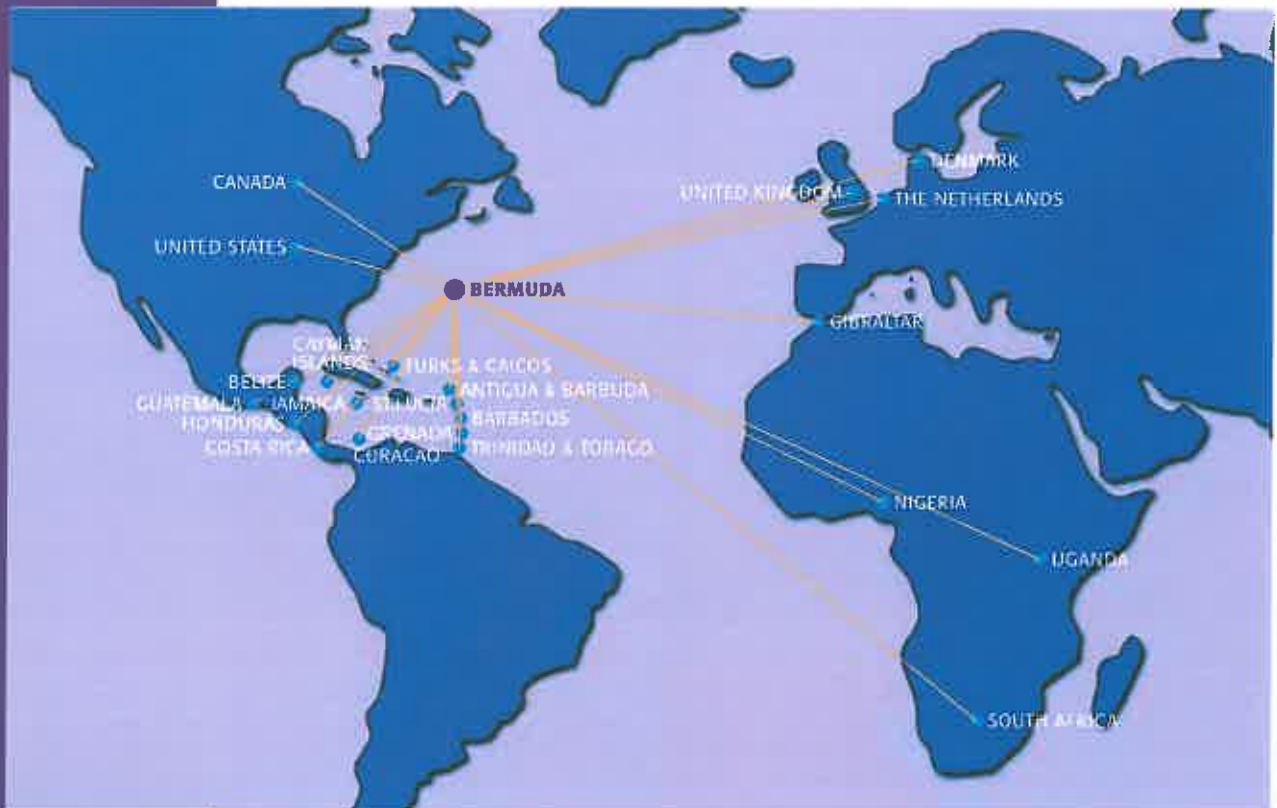 DENMARK
CANADA
UNITED KINGDOM
THE NETHERLANDS
UNITED STATES
BERMUDA
GIBRALTAR
CAYMAN
ISLANDS
TURKS & CAICOS
BELIZE
ANTIGUA & BARBUDA
GUATEMALA
JAMAICA
ST LUCIA
HONDURAS
BARBADOS
GRENADA
COSTA RICA
CURACAO
TRINIDAD & TOBAGO
NIGERIA
UGANDA
SOUTH AFRICA